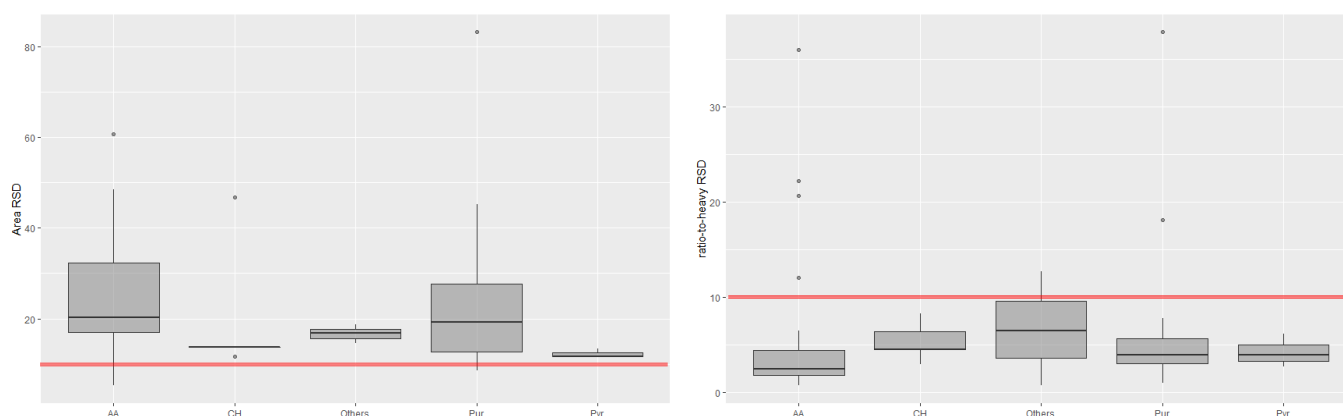 Area RSD
80
60
40
20
AA
CH
Others
Pur
Pyr
ratio-to-heavy RSD
30
20
10
0
AA
CH
Others
Pur
Pyr